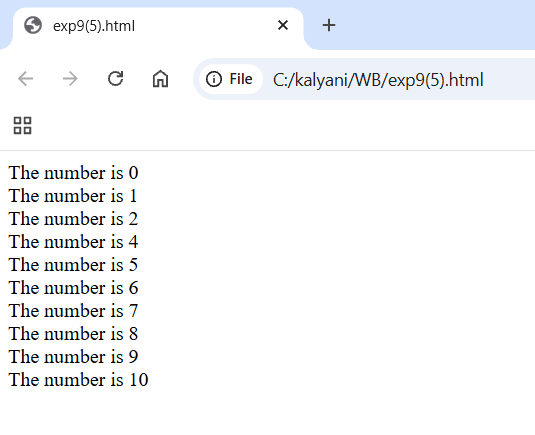 exp9(5).html
File C:/kalyani/WB/exp9(5).html
The number is 0
The number is 1
The number is 2
The number is 4
The number is 5
The number is 6
The number is 7
The number is 8
The number is 9
The number is 10